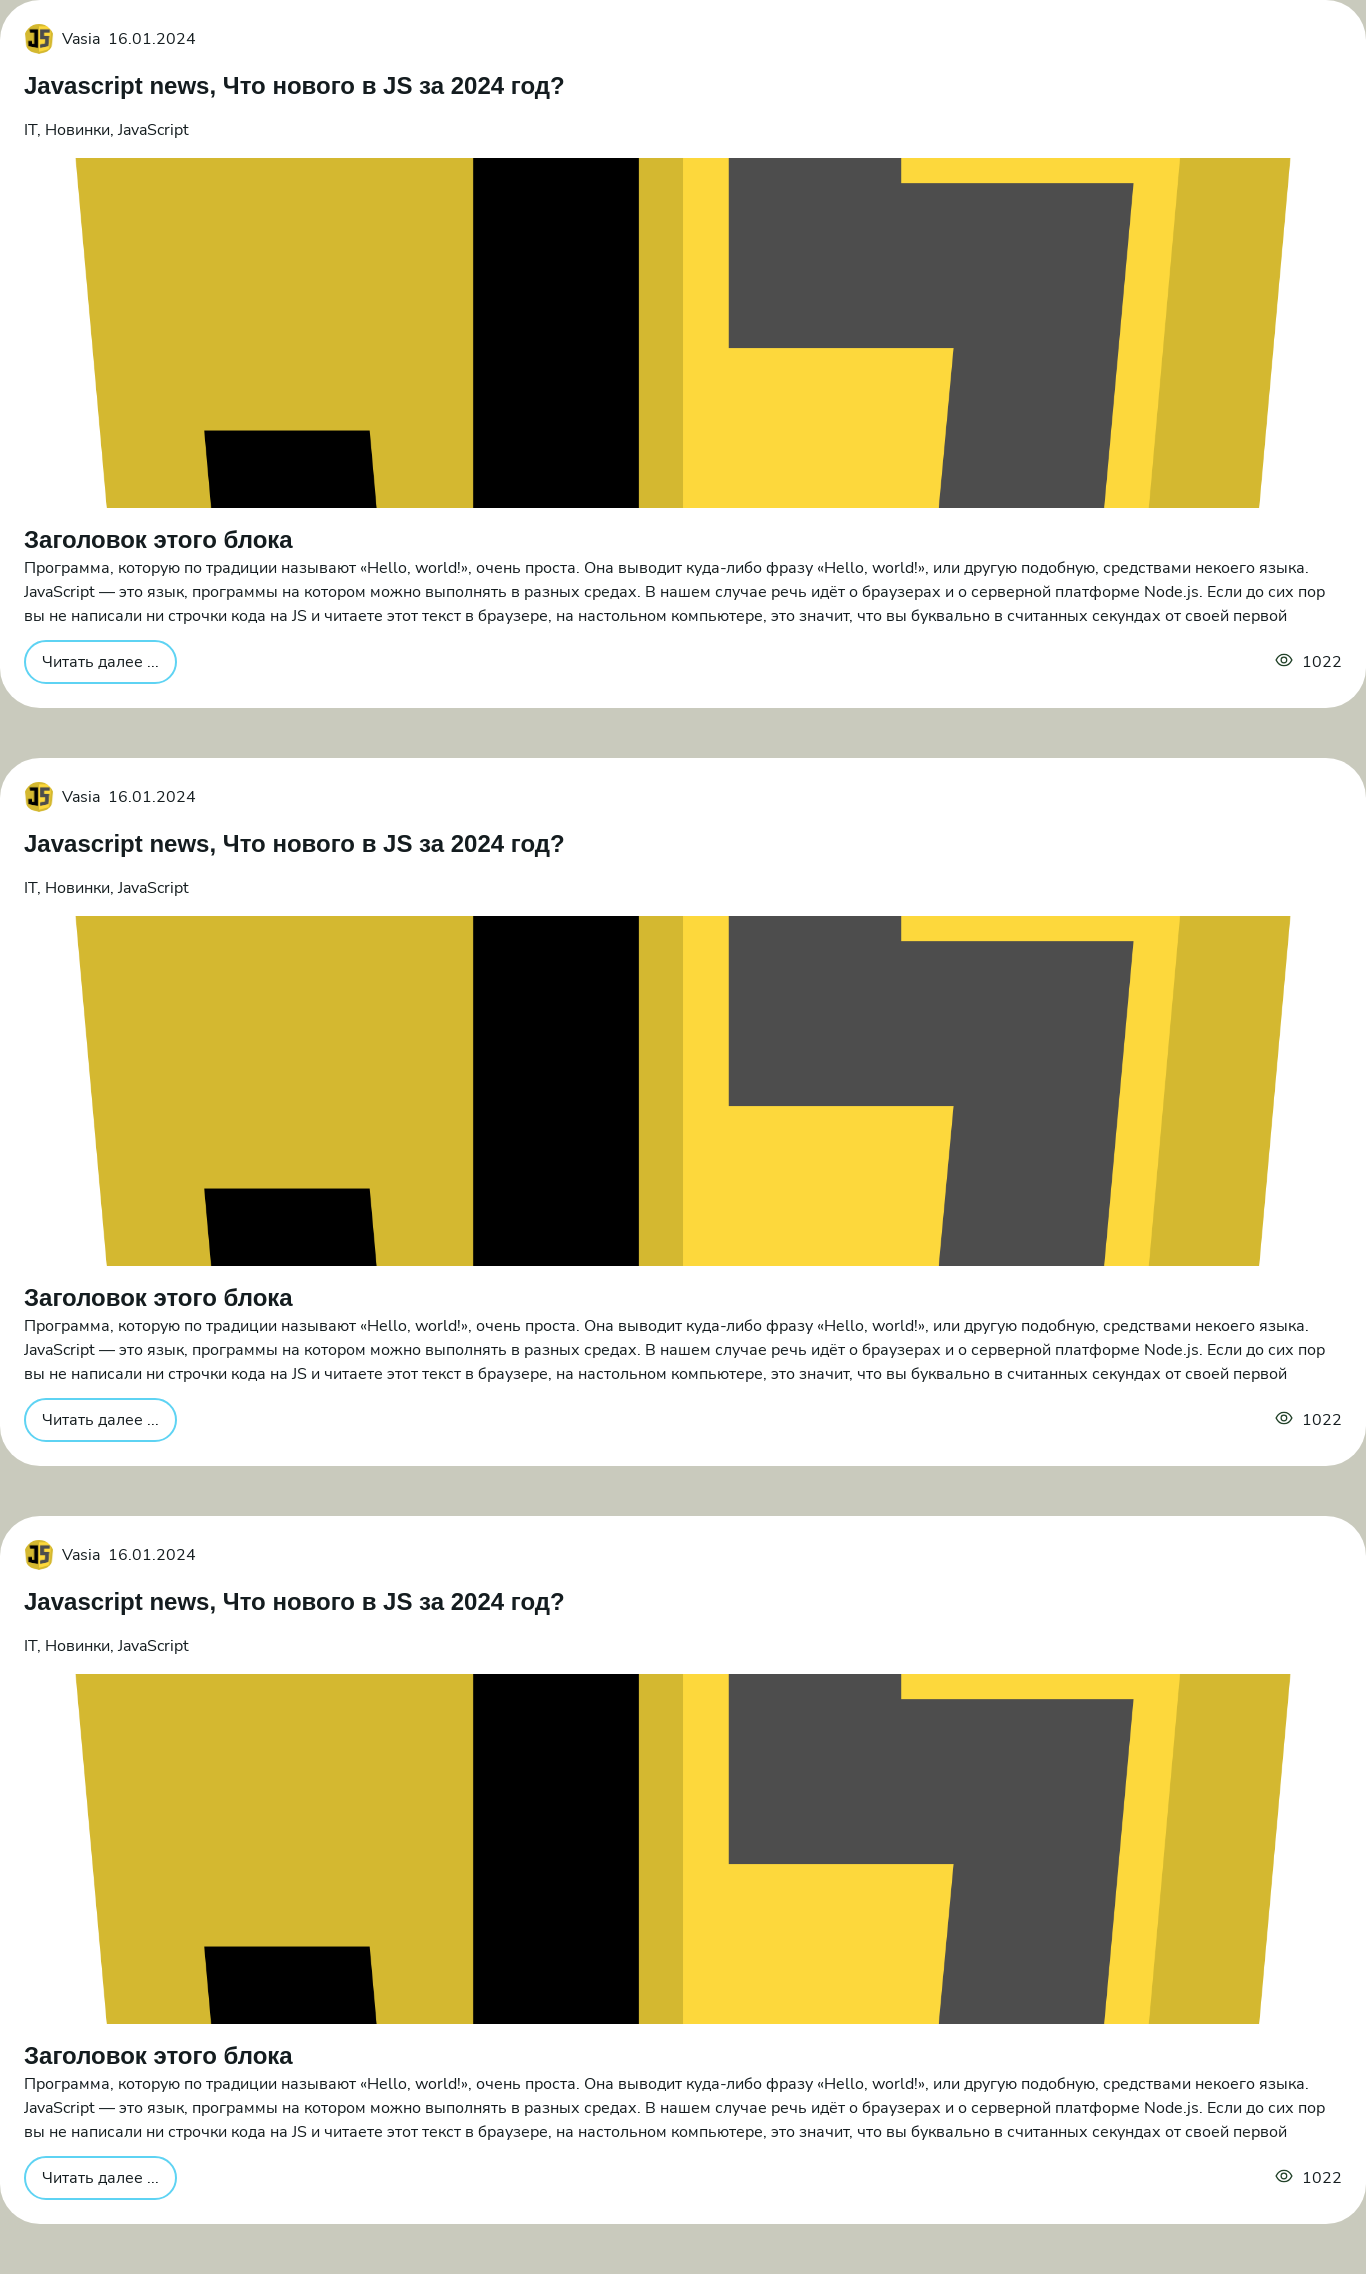 JS Vasia 16.01.2024
Javascript news, Что нового в JS за 2024 год?
IT, Новинки, JavaScript
Заголовок этого блока
Программа, которую по традиции называют «Hello, world!», очень проста. Она выводит куда-либо фразу «Hello, world!», или другую подобную, средствами некоего языка.
JavaScript — это язык, программы на котором можно выполнять в разных средах. В нашем случае речь идёт о браузерах и о серверной платформе Node.js. Если до сих пор
вы не написали ни строчки кода на JS и читаете этот текст в браузере, на настольном компьютере, это значит, что вы буквально в считанных секундах от своей первой
Читать далее ... 1022
JS Vasia 16.01.2024
Javascript news, Что нового в JS за 2024 год?
IT, Новинки, JavaScript
Заголовок этого блока
Программа, которую по традиции называют «Hello, world!», очень проста. Она выводит куда-либо фразу «Hello, world!», или другую подобную, средствами некоего языка.
JavaScript — это язык, программы на котором можно выполнять в разных средах. В нашем случае речь идёт о браузерах и о серверной платформе Node.js. Если до сих пор
вы не написали ни строчки кода на JS и читаете этот текст в браузере, на настольном компьютере, это значит, что вы буквально в считанных секундах от своей первой
Читать далее ... 1022
JS Vasia 16.01.2024
Javascript news, Что нового в JS за 2024 год?
IT, Новинки, JavaScript
Заголовок этого блока
Программа, которую по традиции называют «Hello, world!», очень проста. Она выводит куда-либо фразу «Hello, world!», или другую подобную, средствами некоего языка.
JavaScript — это язык, программы на котором можно выполнять в разных средах. В нашем случае речь идёт о браузерах и о серверной платформе Node.js. Если до сих пор
вы не написали ни строчки кода на JS и читаете этот текст в браузере, на настольном компьютере, это значит, что вы буквально в считанных секундах от своей первой
Читать далее ... 1022